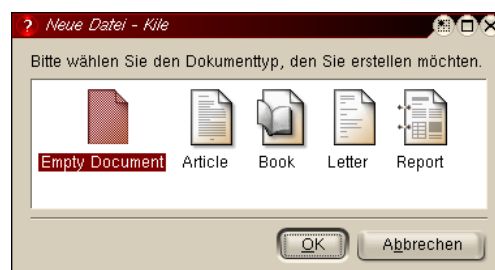 Neue Datei - Kile
Bitte wählen Sie den Dokumenttyp, den Sie erstellen möchten.
Empty Document Article Book Letter Report
OK Abbrechen